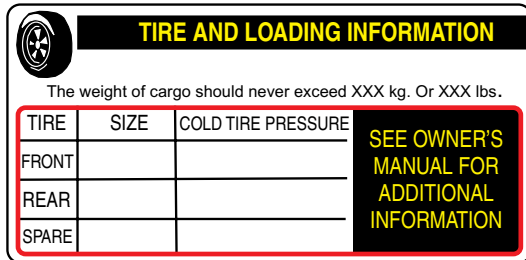 TIRE AND LOADING INFORMATION
The weight of cargo should never exceed XXX kg. Or XXX lbs.
TIRE SIZE COLD TIRE PRESSURE
SEE OWNER'S
MANUAL FOR
ADDITIONAL
INFORMATION
FRONT
REAR
SPARE